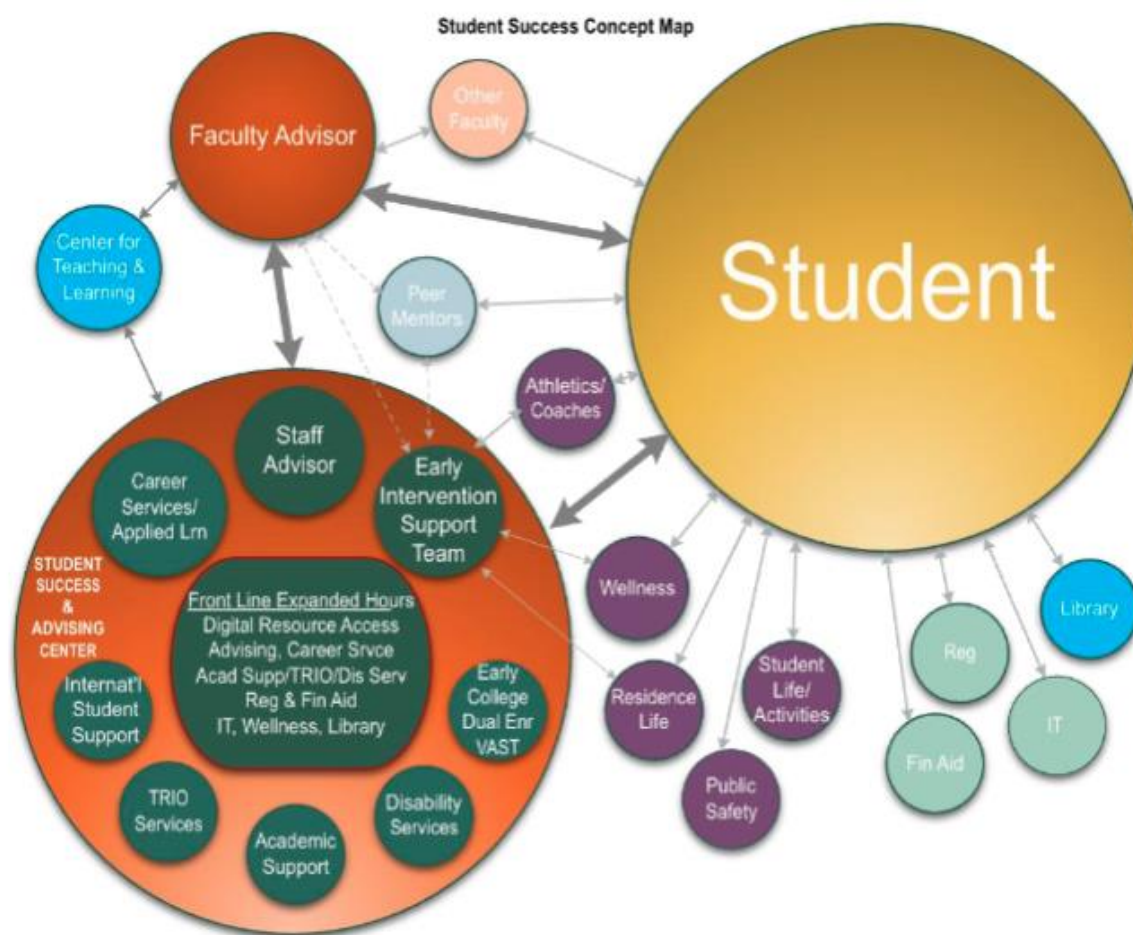 Student Success Concept Map
Other
Faculty
Faculty Advisor
Student
Center for
Teaching &
Learning
Peer
Mentors
Athletics/
Coaches
Staff
Advisor
Early
Intervention
Support
Team
Career
Services/
Applied Lrn
STUDENT
SUCCESS
&
ADVISING
CENTER
Front Line Expanded Hours
Digital Resource Access
Advising, Career Srvce
Acad Supp/TRIO/Dis Serv
Reg & Fin Aid
IT, Wellness, Library
Internat'l
Student
Support
Early
College
Dual Enr
VAST
TRIO
Services
Academic
Support
Disability
Services
Wellness
Residence
Life
Student
Life/
Activities
Public
Safety
Library
Reg
IT
Fin Aid